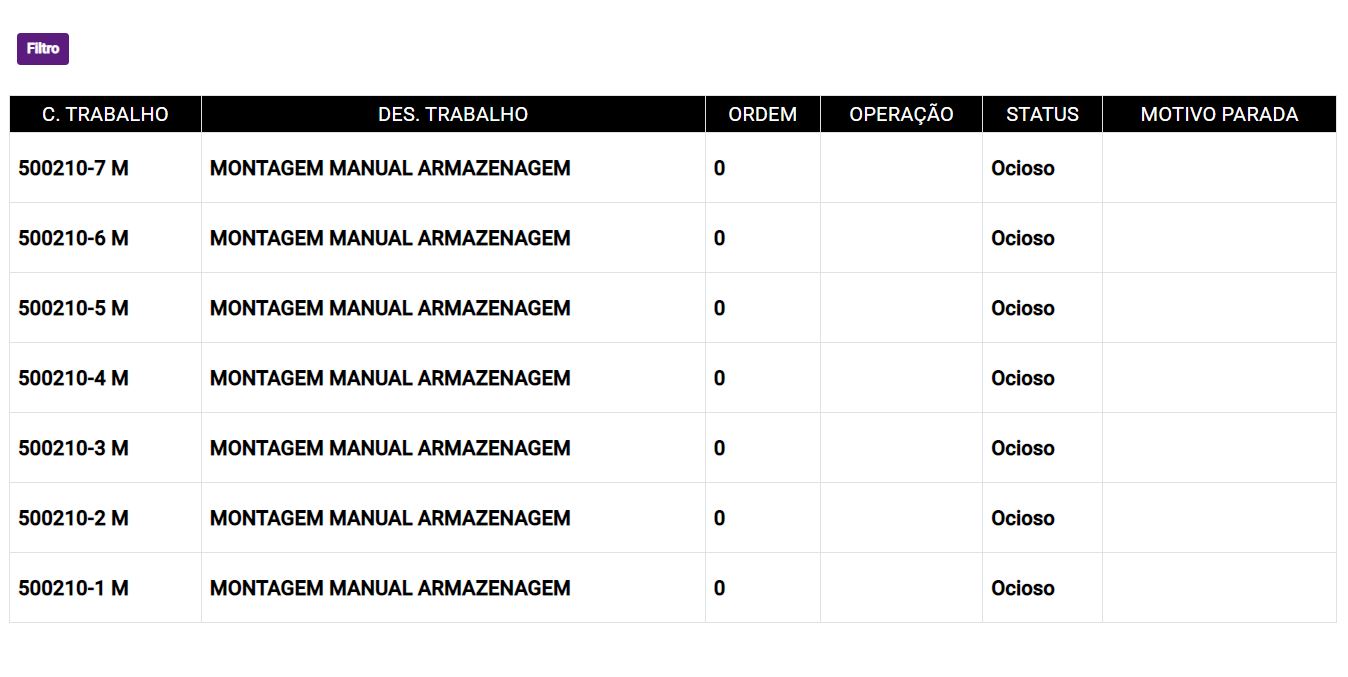 Filtro
C. TRABALHO DES. TRABALHO ORDEM OPERAÇÃO STATUS MOTIVO PARADA
500210-7 M MONTAGEM MANUAL ARMAZENAGEM 0 Ocioso
500210-6 M MONTAGEM MANUAL ARMAZENAGEM 0 Ocioso
500210-5 M MONTAGEM MANUAL ARMAZENAGEM 0 Ocioso
500210-4 M MONTAGEM MANUAL ARMAZENAGEM 0 Ocioso
500210-3 M MONTAGEM MANUAL ARMAZENAGEM 0 Ocioso
500210-2 M MONTAGEM MANUAL ARMAZENAGEM 0 Ocioso
500210-1 M MONTAGEM MANUAL ARMAZENAGEM 0 Ocioso